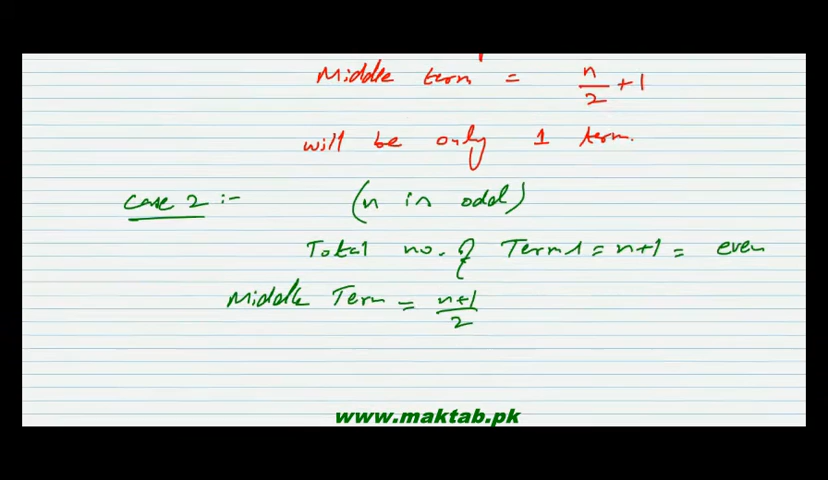 Middle term = n/2 + 1
will be only 1 term.
Case 2 :- (n in odd)
Total no. of Terms = n+1 = even
Middle Term = n+1/2
www.maktab.pk